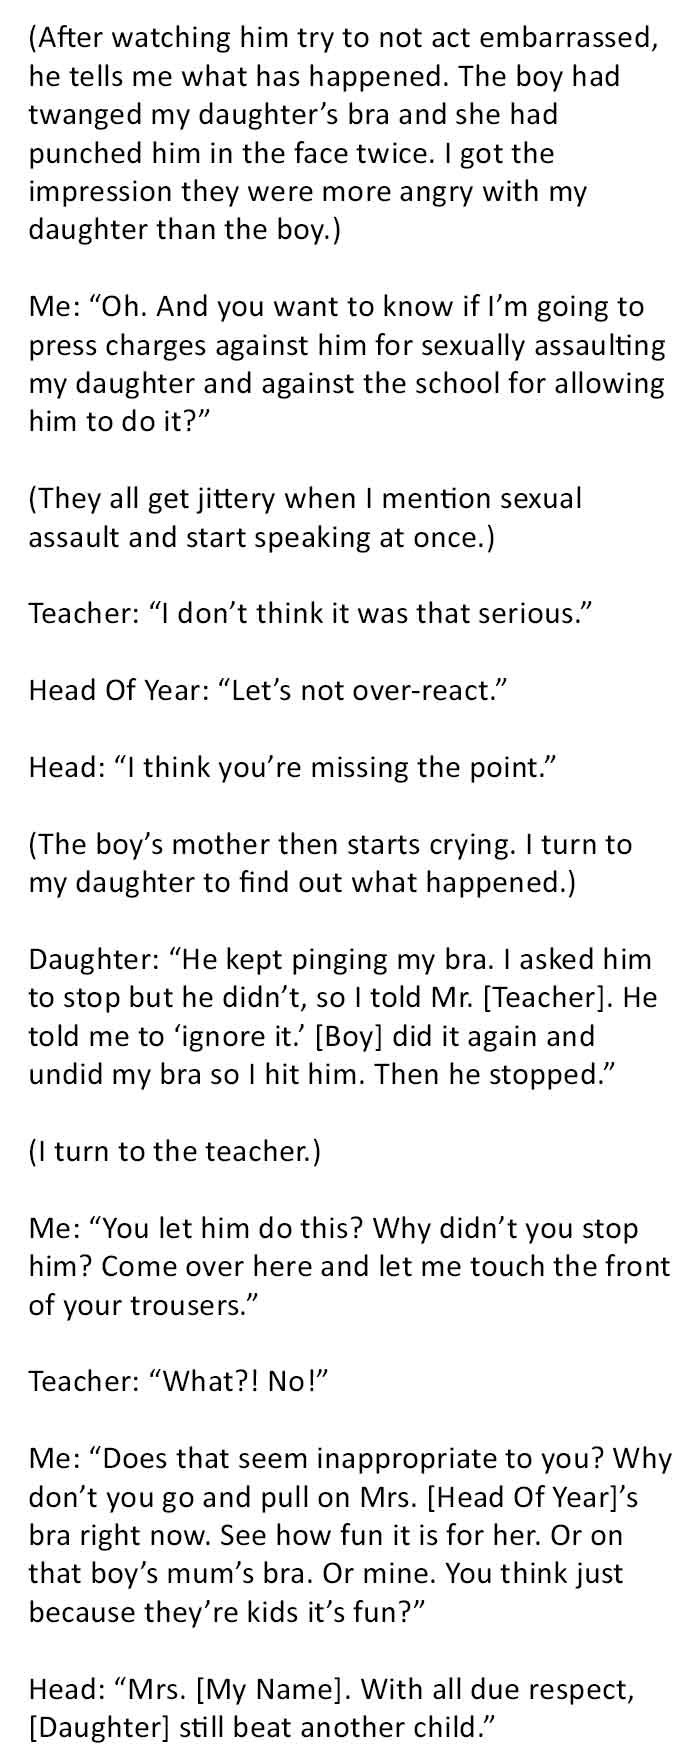 (After watching him try to not act embarrassed,
he tells me what has happened. The boy had
twanged my daughter’s bra and she had
punched him in the face twice. I got the
impression they were more angry with my
daughter than the boy.)
Me: “Oh. And you want to know if I’m going to
press charges against him for sexually assaulting
my daughter and against the school for allowing
him to do it?”
(They all get jittery when I mention sexual
assault and start speaking at once.)
Teacher: “I don’t think it was that serious.”
Head Of Year: “Let’s not over-react.”
Head: “I think you’re missing the point.”
(The boy’s mother then starts crying. I turn to
my daughter to find out what happened.)
Daughter: “He kept pinging my bra. I asked him
to stop but he didn’t, so I told Mr. [Teacher]. He
told me to ‘ignore it.’ [Boy] did it again and
undid my bra so I hit him. Then he stopped.”
(I turn to the teacher.)
Me: “You let him do this? Why didn’t you stop
him? Come over here and let me touch the front
of your trousers.”
Teacher: “What?! No!”
Me: “Does that seem inappropriate to you? Why
don’t you go and pull on Mrs. [Head Of Year]’s
bra right now. See how fun it is for her. Or on
that boy’s mum’s bra. Or mine. You think just
because they’re kids it’s fun?”
Head: “Mrs. [My Name]. With all due respect,
[Daughter] still beat another child.”